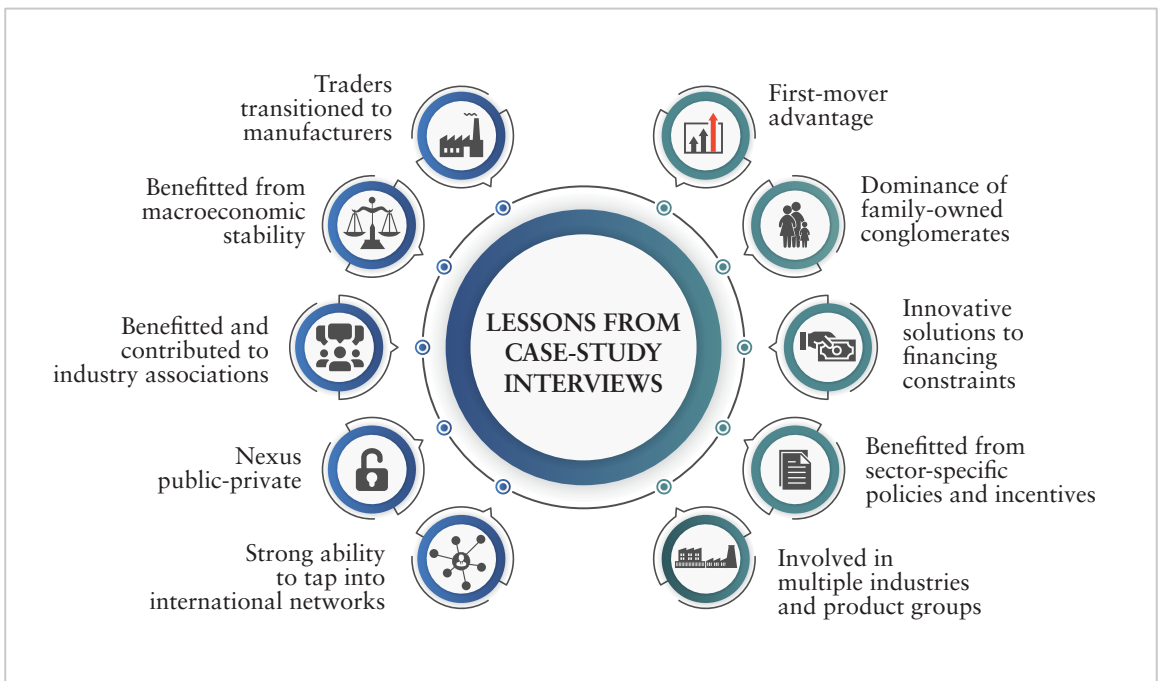 LESSONS FROM
CASE-STUDY
INTERVIEWS
Traders
transitioned to
manufacturers
Benefitted from
macroeconomic
stability
Benefitted and
contributed to
industry associations
Nexus
public-private
Strong ability
to tap into
international networks
First-mover
advantage
Dominance of
family-owned
conglomerates
Innovative
solutions to
financing
constraints
Benefitted from
sector-specific
policies and incentives
Involved in
multiple industries
and product groups